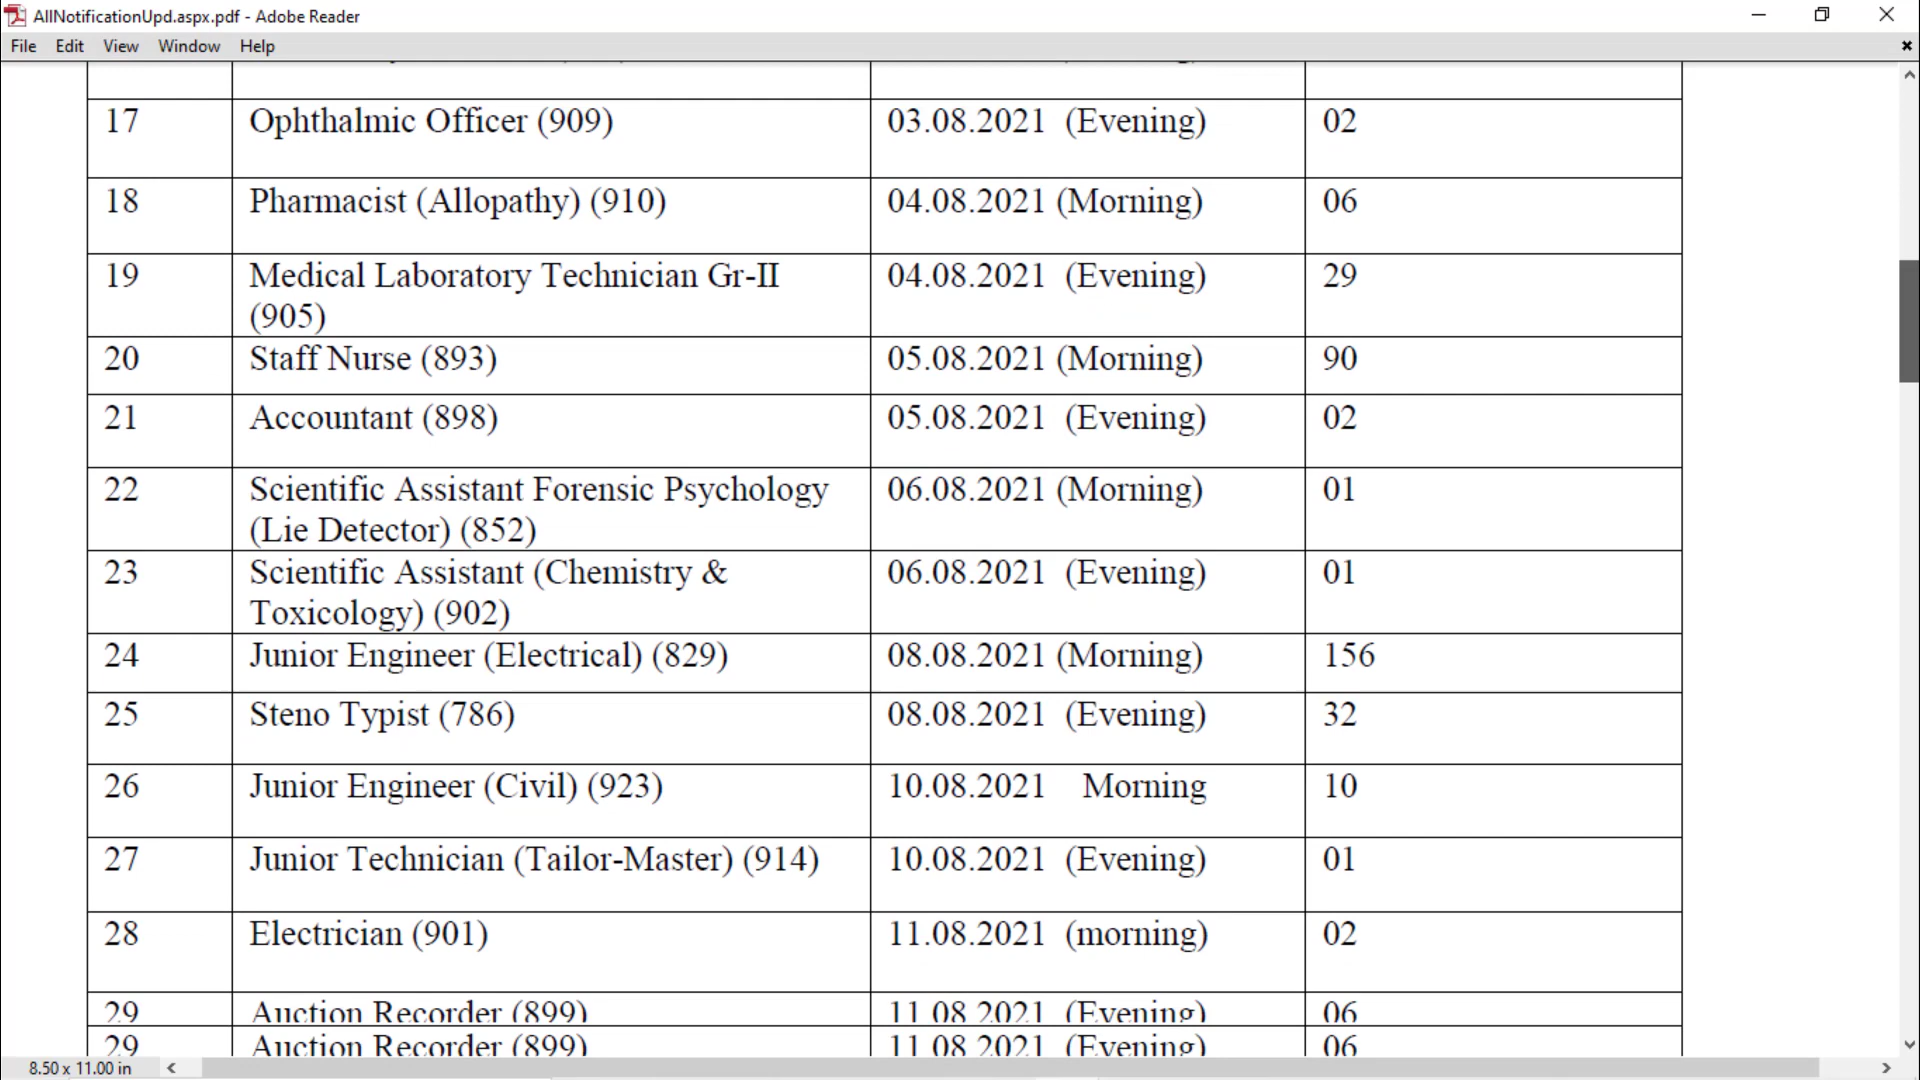 AllNotificationUpd.aspx.pdf - Adobe Reader
File Edit View Window Help
17 Ophthalmic Officer (909) 03.08.2021 (Evening) 02
18 Pharmacist (Allopathy) (910) 04.08.2021 (Morning) 06
19 Medical Laboratory Technician Gr-II 04.08.2021 (Evening) 29
(905)
20 Staff Nurse (893) 05.08.2021 (Morning) 90
21 Accountant (898) 05.08.2021 (Evening) 02
22 Scientific Assistant Forensic Psychology 06.08.2021 (Morning) 01
(Lie Detector) (852)
23 Scientific Assistant (Chemistry & 06.08.2021 (Evening) 01
Toxicology) (902)
24 Junior Engineer (Electrical) (829) 08.08.2021 (Morning) 156
25 Steno Typist (786) 08.08.2021 (Evening) 32
26 Junior Engineer (Civil) (923) 10.08.2021 Morning 10
27 Junior Technician (Tailor-Master) (914) 10.08.2021 (Evening) 01
28 Electrician (901) 11.08.2021 (morning) 02
29 Auction Recorder (899) 11.08.2021 (Evening) 06
29 Auction Recorder (899) 11.08.2021 (Evening) 06
8.50 x 11.00 in